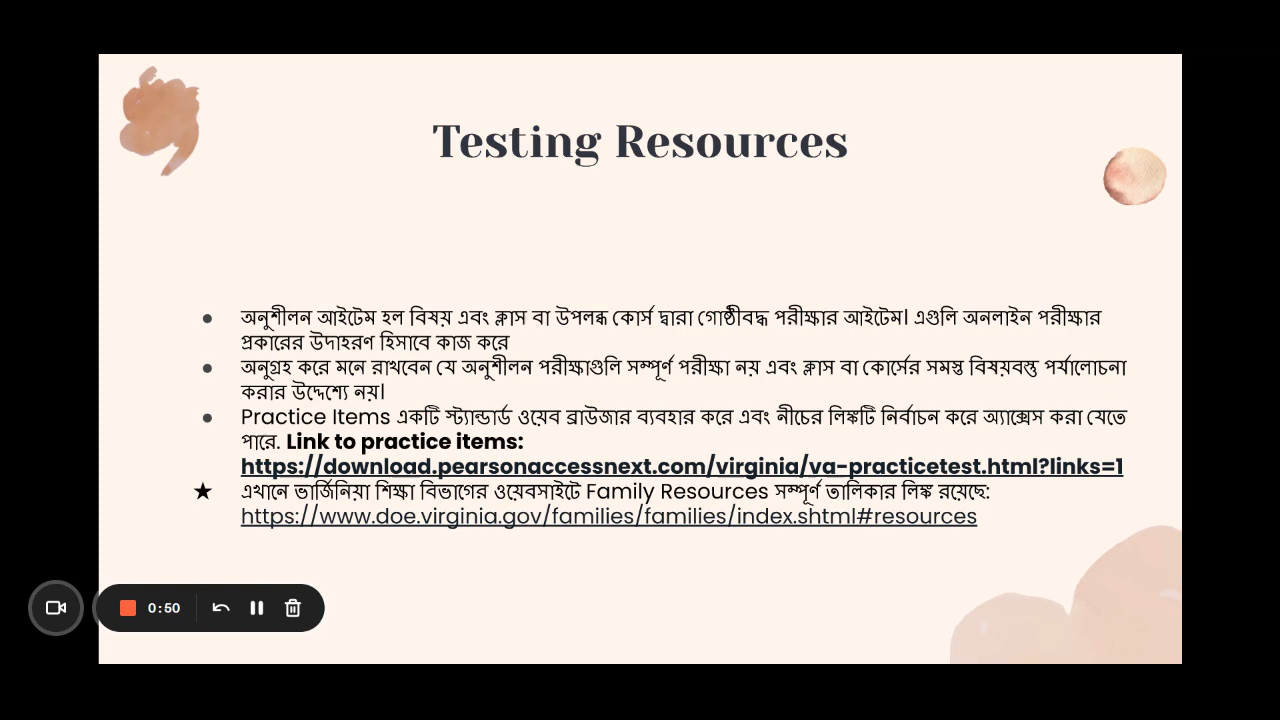 Testing Resources
● অনুশীলন আইটেম হল বিষয় এবং ক্লাস বা উপলব্ধ কোর্স দ্বারা গোষ্ঠীবদ্ধ পরীক্ষার আইটেম। এগুলি অনলাইন পরীক্ষার
প্রকারের উদাহরণ হিসাবে কাজ করে
● অনুগ্রহ করে মনে রাখবেন যে অনুশীলন পরীক্ষাগুলি সম্পূর্ণ পরীক্ষা নয় এবং ক্লাস বা কোর্সের সমস্ত বিষয়বস্তু পর্যালোচনা
করার উদ্দেশ্যে নয়।
● Practice Items একটি স্ট্যান্ডার্ড ওয়েব ব্রাউজার ব্যবহার করে এবং নীচের লিঙ্কটি নির্বাচন করে অ্যাক্সেস করা যেতে
পারে. Link to practice items:
https://download.pearsonaccessnext.com/virginia/va-practicetest.html?links=1
★ এখানে ভার্জিনিয়া শিক্ষা বিভাগের ওয়েবসাইটে Family Resources সম্পূর্ণ তালিকার লিঙ্ক রয়েছে:
https://www.doe.virginia.gov/families/families/index.shtml#resources
0:50